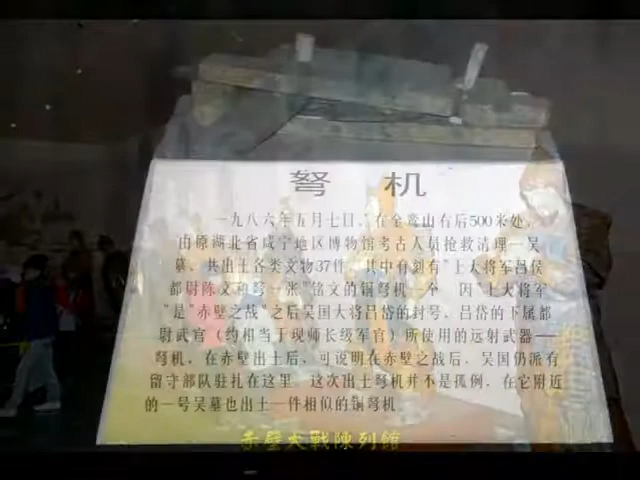 弩 机
一九八六年五月七日,在金鸾山右后500米处,
由原湖北省咸宁地区博物馆考古人员抢救清理一吴
墓,共出土各类文物37件,其中有刻有"上大将军吕侯
都尉陈文和弩一张"铭文的铜弩机一个,因"上大将军
"是"赤壁之战"之后吴国大将吕岱的封号,吕岱的下属都
尉武官(约相当于现师长级军官)所使用的远射武器——
弩机,在赤壁出土后,可说明在赤壁之战后,吴国仍派有
留守部队驻扎在这里,这次出土弩机并不是孤例,在它附近
的一号吴墓也出土一件相似的铜弩机
赤壁大戰陳列館